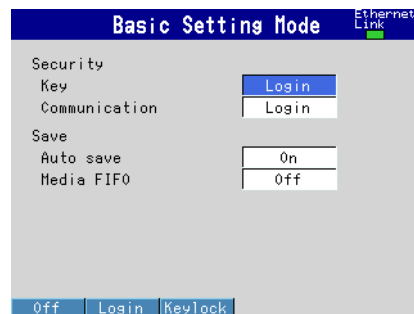 Basic Setting Mode
Ethernet
Link
Security
Key Login
Communication Login
Save
Auto save On
Media FIFO Off
Off Login Keylock